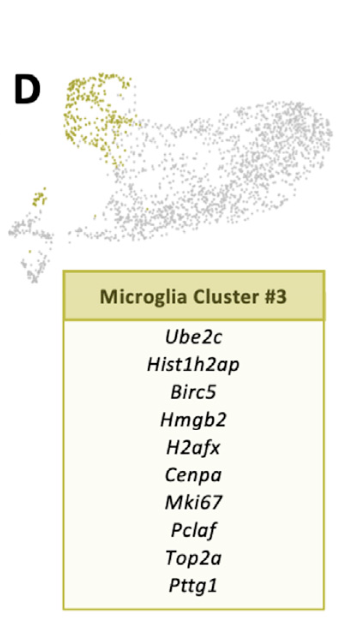 D
Microglia Cluster #3
Ube2c
Hist1h2ap
Birc5
Hmgb2
H2afx
Cenpa
Mki67
Pclaf
Top2a
Pttg1